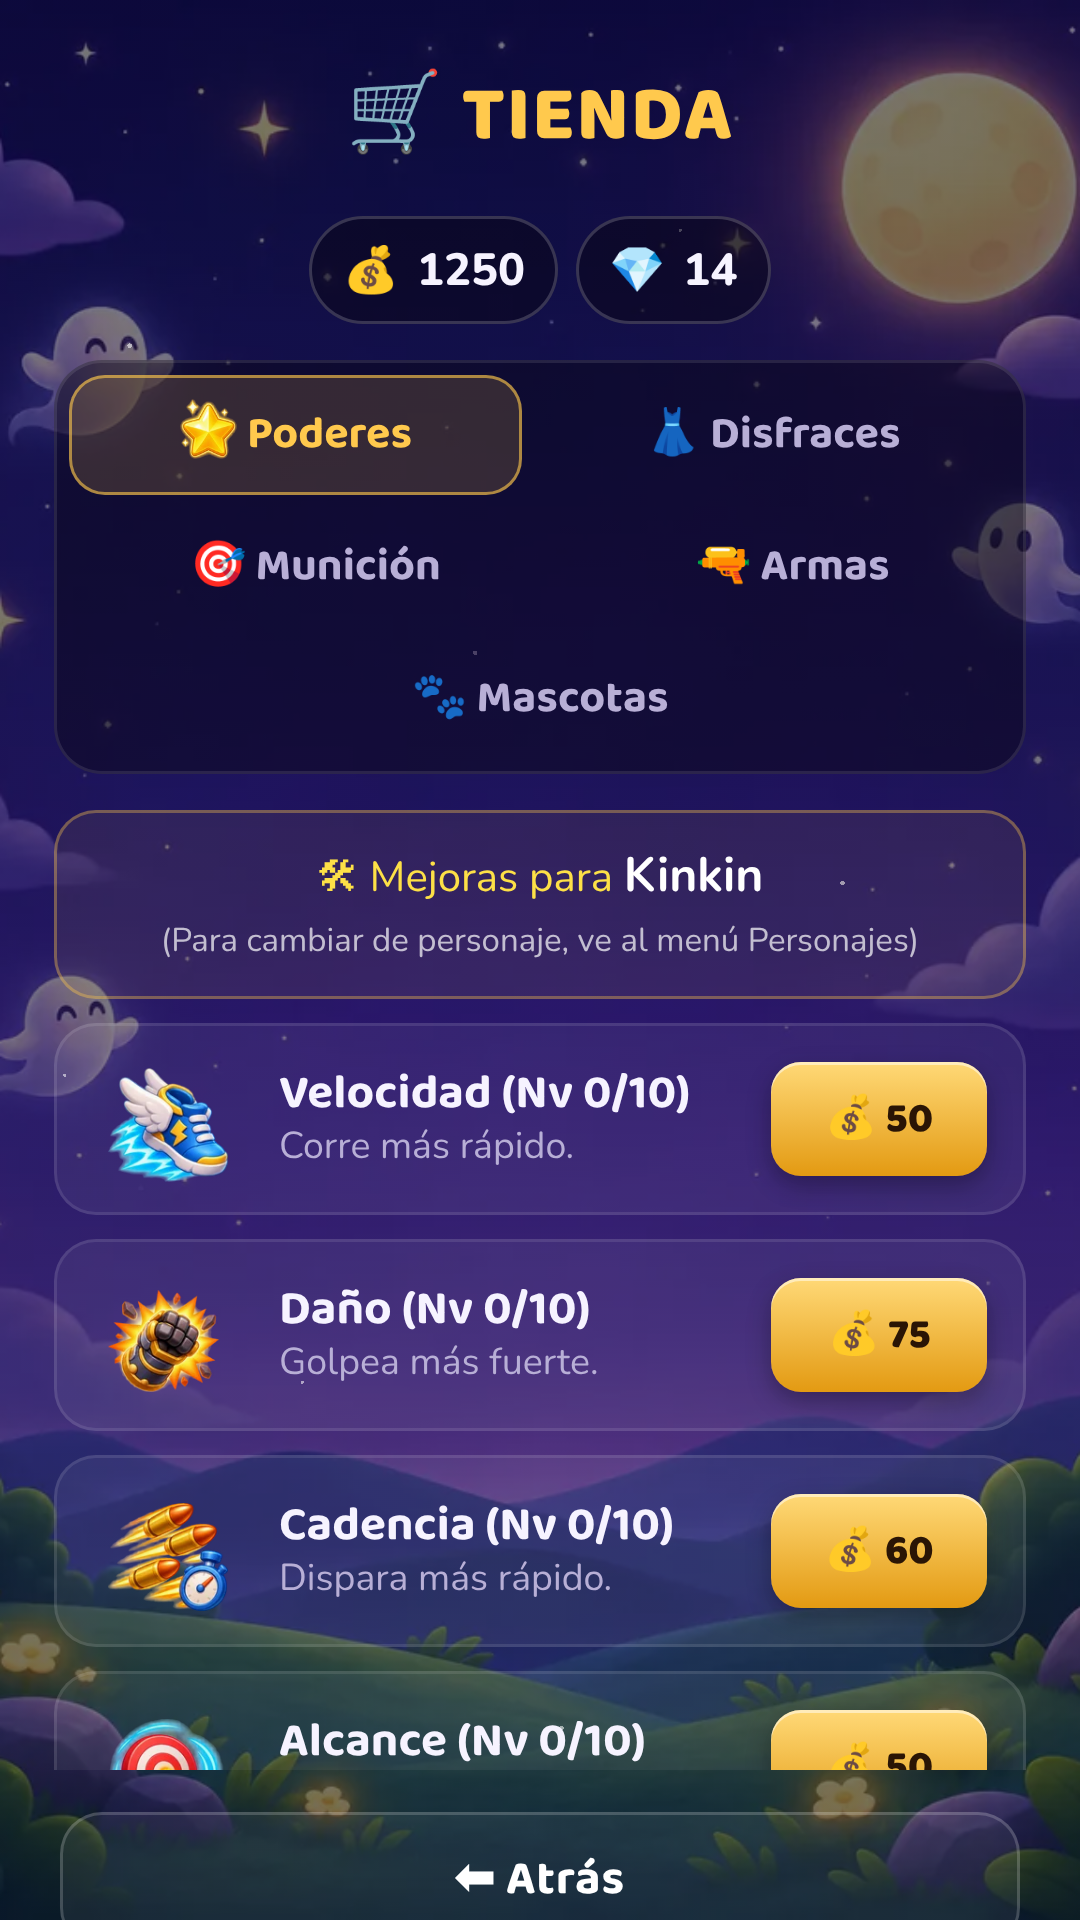 TIENDA
1250
14
Poderes
Disfraces
Munición
Armas
Mascotas
Mejoras para Kinkin
(Para cambiar de personaje, ve al menú Personajes)
Velocidad (Nv 0/10)
Corre más rápido.
50
Daño (Nv 0/10)
Golpea más fuerte.
75
Cadencia (Nv 0/10)
Dispara más rápido.
60
Alcance (Nv 0/10)
50
⬅ Atrás